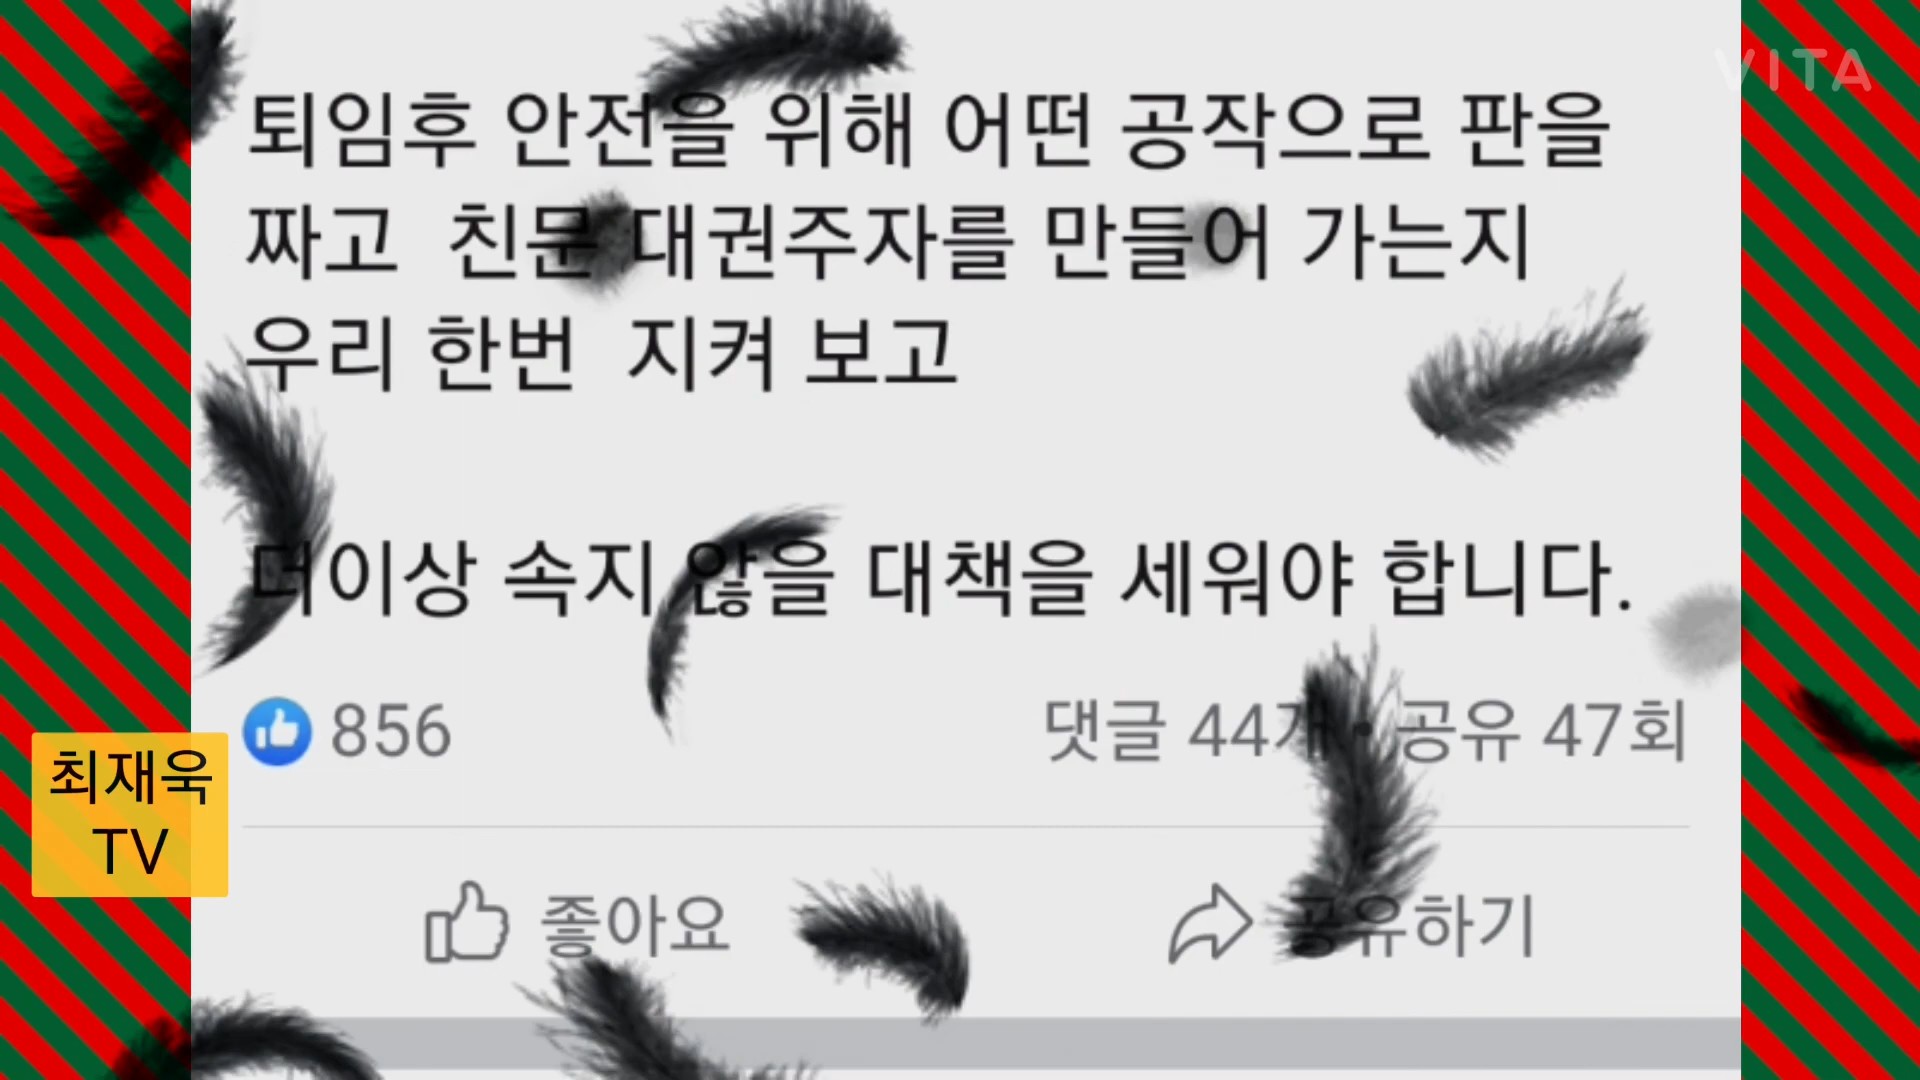 VITA
퇴임후 안전을 위해 어떤 공작으로 판을
짜고 친문 대권주자를 만들어 가는지
우리 한번 지켜 보고
더이상 속지 않을 대책을 세워야 합니다.
856
댓글 44개 · 공유 47회
최재욱
TV
좋아요
공유하기